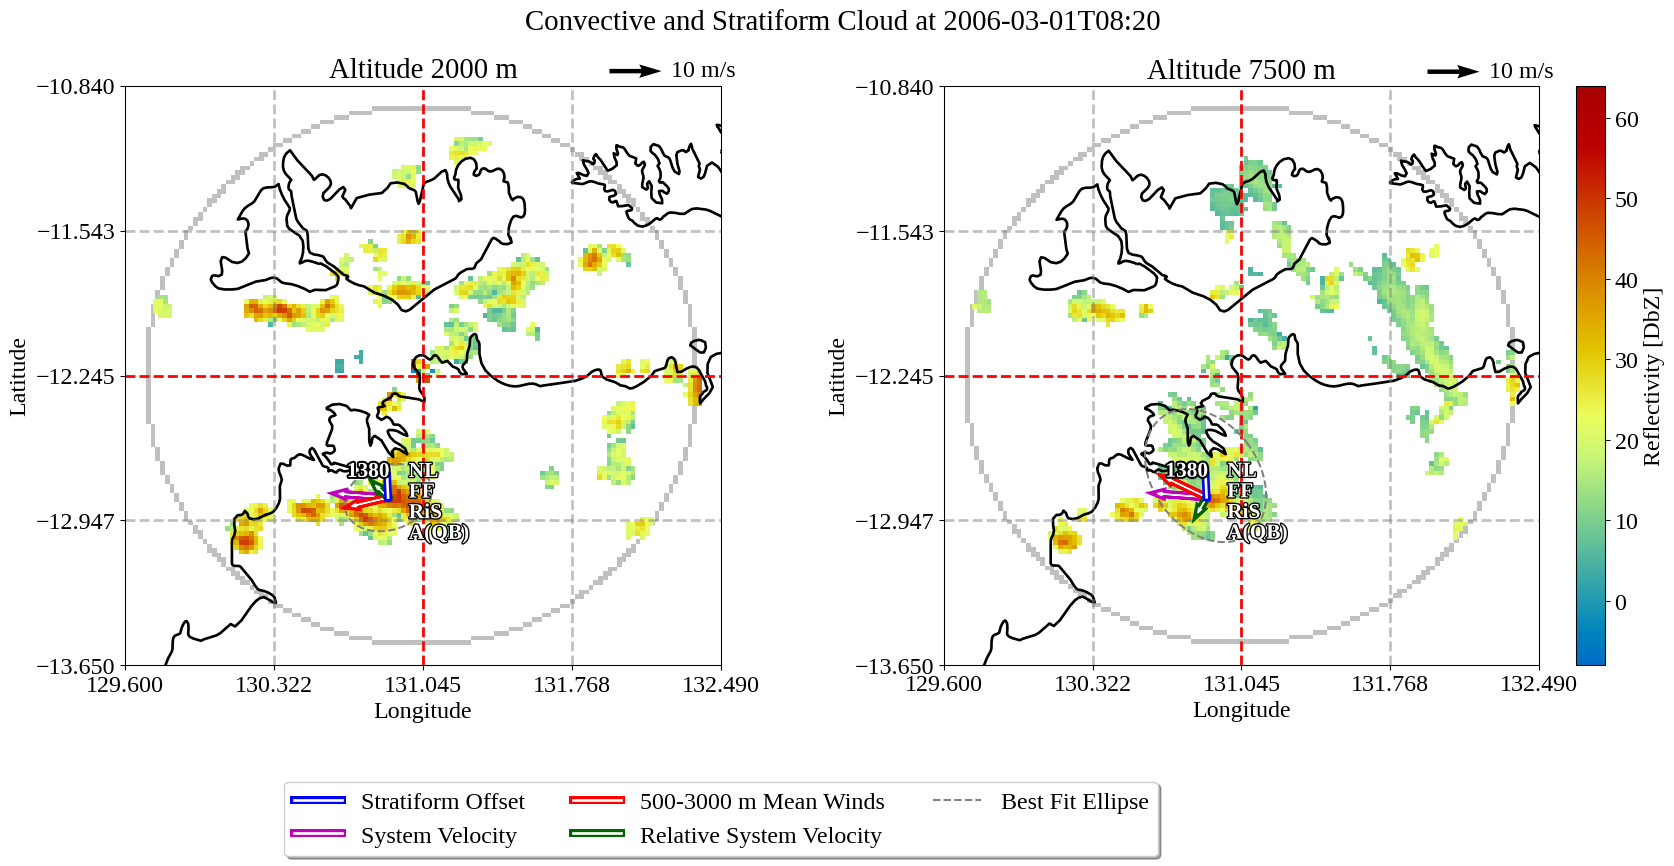 Convective and Stratiform Cloud at 2006-03-01T08:20
Altitude 2000 m
10 m/s
−10.840
−11.543
−12.245
−12.947
−13.650
129.600
130.322
131.045
131.768
132.490
Latitude
Longitude
1380
NL
FF
RiS
A(QB)
Altitude 7500 m
10 m/s
−10.840
−11.543
−12.245
−12.947
−13.650
129.600
130.322
131.045
131.768
132.490
Latitude
Longitude
1380
NL
FF
RiS
A(QB)
60
50
40
30
20
10
0
Reflectivity [DbZ]
Stratiform Offset
System Velocity
500-3000 m Mean Winds
Relative System Velocity
Best Fit Ellipse